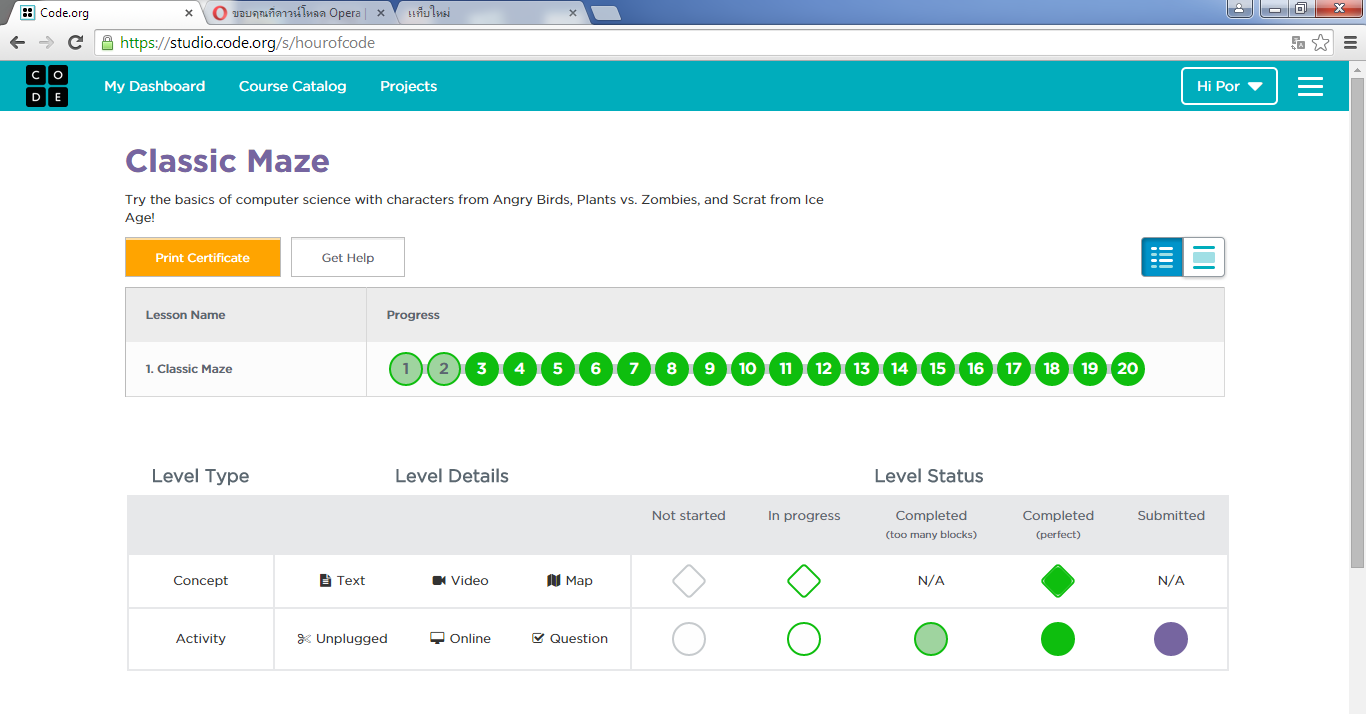 Code.org
ขอบคุณที่ดาวน์โหลด Opera |
แท็บใหม่
https://studio.code.org/s/hourofcode
C O
D E
My Dashboard Course Catalog Projects
Hi Por
Classic Maze
Try the basics of computer science with characters from Angry Birds, Plants vs. Zombies, and Scrat from Ice
Age!
Print Certificate Get Help
Lesson Name Progress
1. Classic Maze 1 2 3 4 5 6 7 8 9 10 11 12 13 14 15 16 17 18 19 20
Level Type Level Details Level Status
Not started In progress Completed Completed Submitted
(too many blocks) (perfect)
Concept Text Video Map N/A N/A
Activity Unplugged Online Question